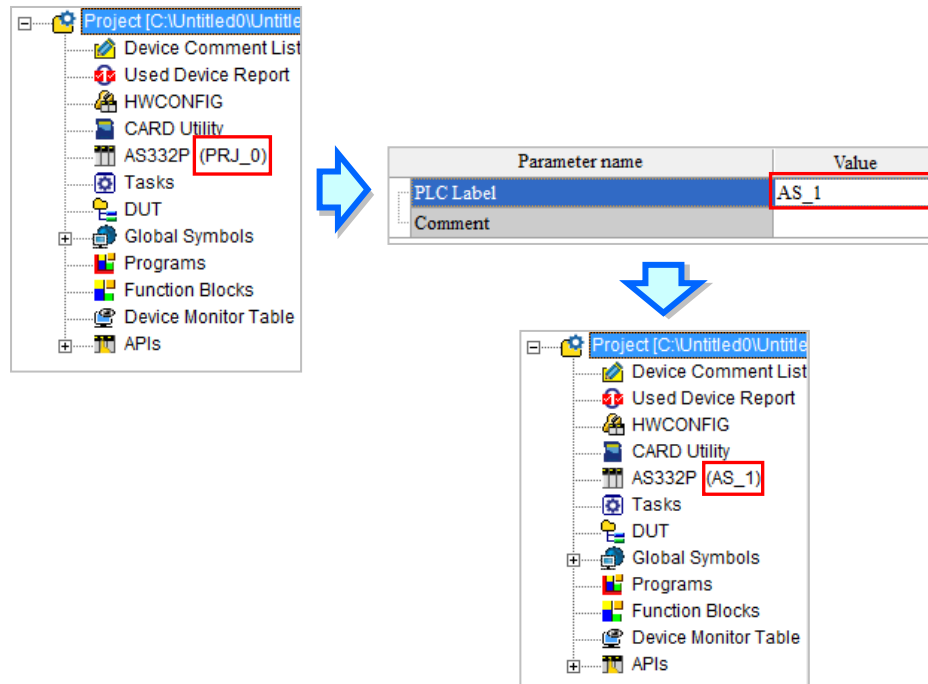 Project [C:\Untitled0\Untitle
Device Comment List
Used Device Report
HWCONFIG
CARD Utility
AS332P (PRJ_0)
Tasks
DUT
Global Symbols
Programs
Function Blocks
Device Monitor Table
APIs
Parameter name Value
PLC Label AS_1
Comment
Project [C:\Untitled0\Untitle
Device Comment List
Used Device Report
HWCONFIG
CARD Utility
AS332P (AS_1)
Tasks
DUT
Global Symbols
Programs
Function Blocks
Device Monitor Table
APIs